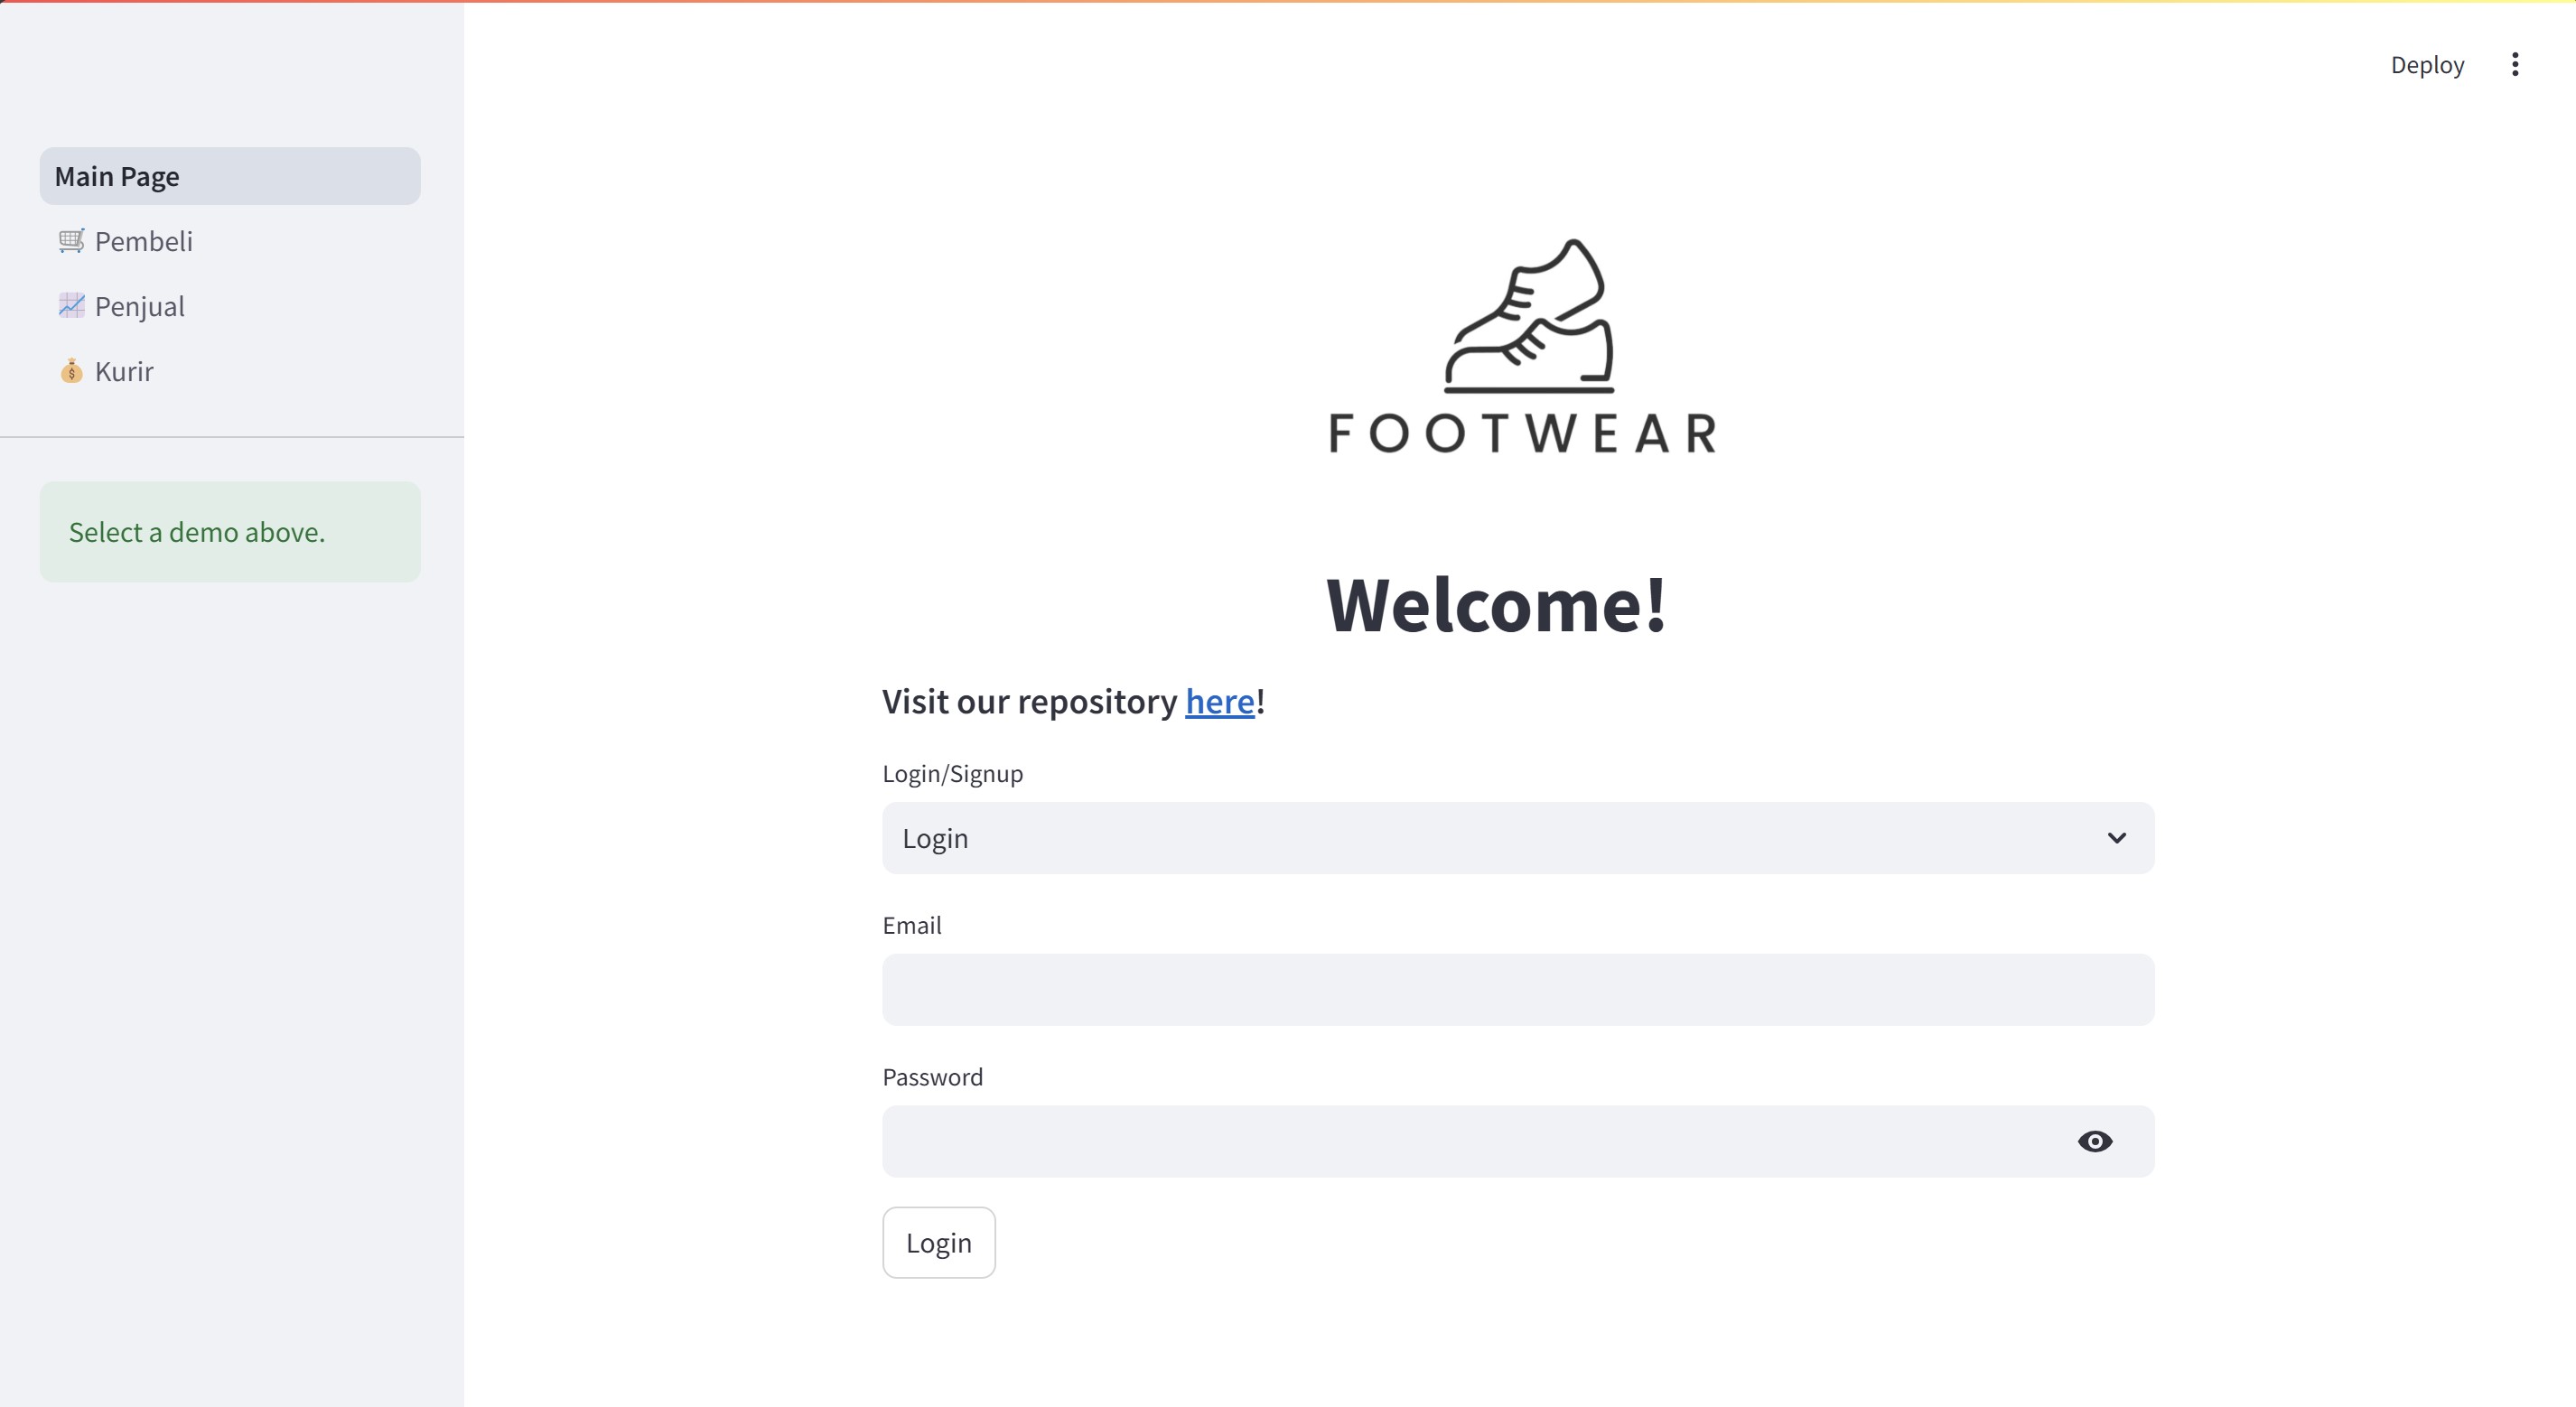 Deploy
Main Page
🛒 Pembeli
📈 Penjual
💰 Kurir
Select a demo above.
FOOTWEAR
Welcome!
Visit our repository here!
Login/Signup
Login
Email
Password
Login